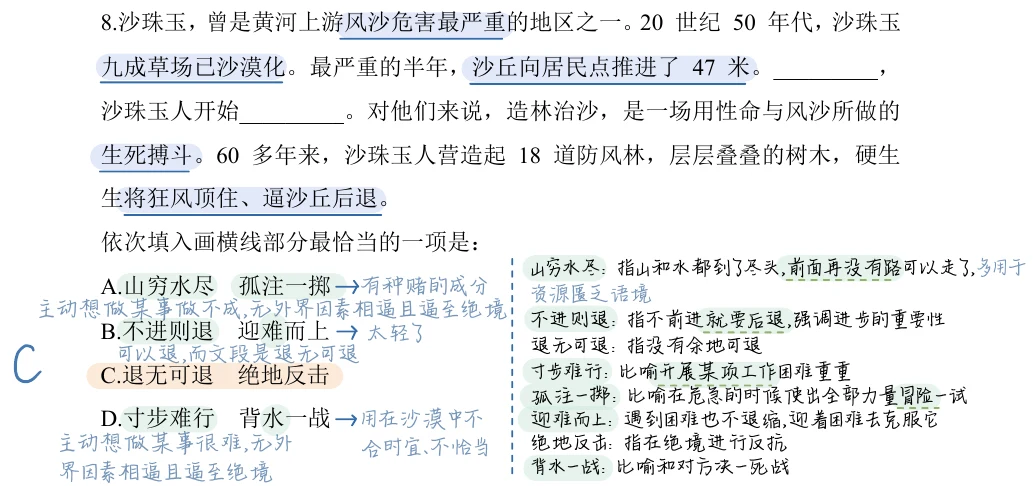 8.沙珠玉，曾是黄河上游风沙危害最严重的地区之一。20 世纪 50 年代，沙珠玉
九成草场已沙漠化。最严重的半年，沙丘向居民点推进了 47 米。________，
沙珠玉人开始________。对他们来说，造林治沙，是一场用性命与风沙所做的
生死搏斗。60 多年来，沙珠玉人营造起 18 道防风林，层层叠叠的树木，硬生
生将狂风顶住、逼沙丘后退。
依次填入画横线部分最恰当的一项是：
A.山穷水尽 孤注一掷→有种赌的成分
主动想做某事做不成,无外界因素相逼且逼至绝境
B.不进则退 迎难而上→太轻了
可以退,而文段是退无可退
C
C.退无可退 绝地反击
D.寸步难行 背水一战→用在沙漠中不
合时宜、不恰当
主动想做某事很难,无外
界因素相逼且逼至绝境
山穷水尽：指山和水都到了尽头,前面再没有路可以走了,多用于
资源匮乏语境
不进则退：指不前进就要后退,强调进步的重要性
退无可退：指没有余地可退
寸步难行：比喻开展某项工作困难重重
孤注一掷：比喻在危急的时候使出全部力量冒险一试
迎难而上：遇到困难也不退缩,迎着困难去克服它
绝地反击：指在绝境进行反抗
背水一战：比喻和对方决一死战